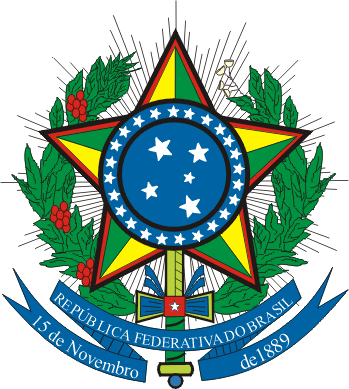 REPÚBLICA FEDERATIVA DO BRASIL
15 de Novembro
de 1889